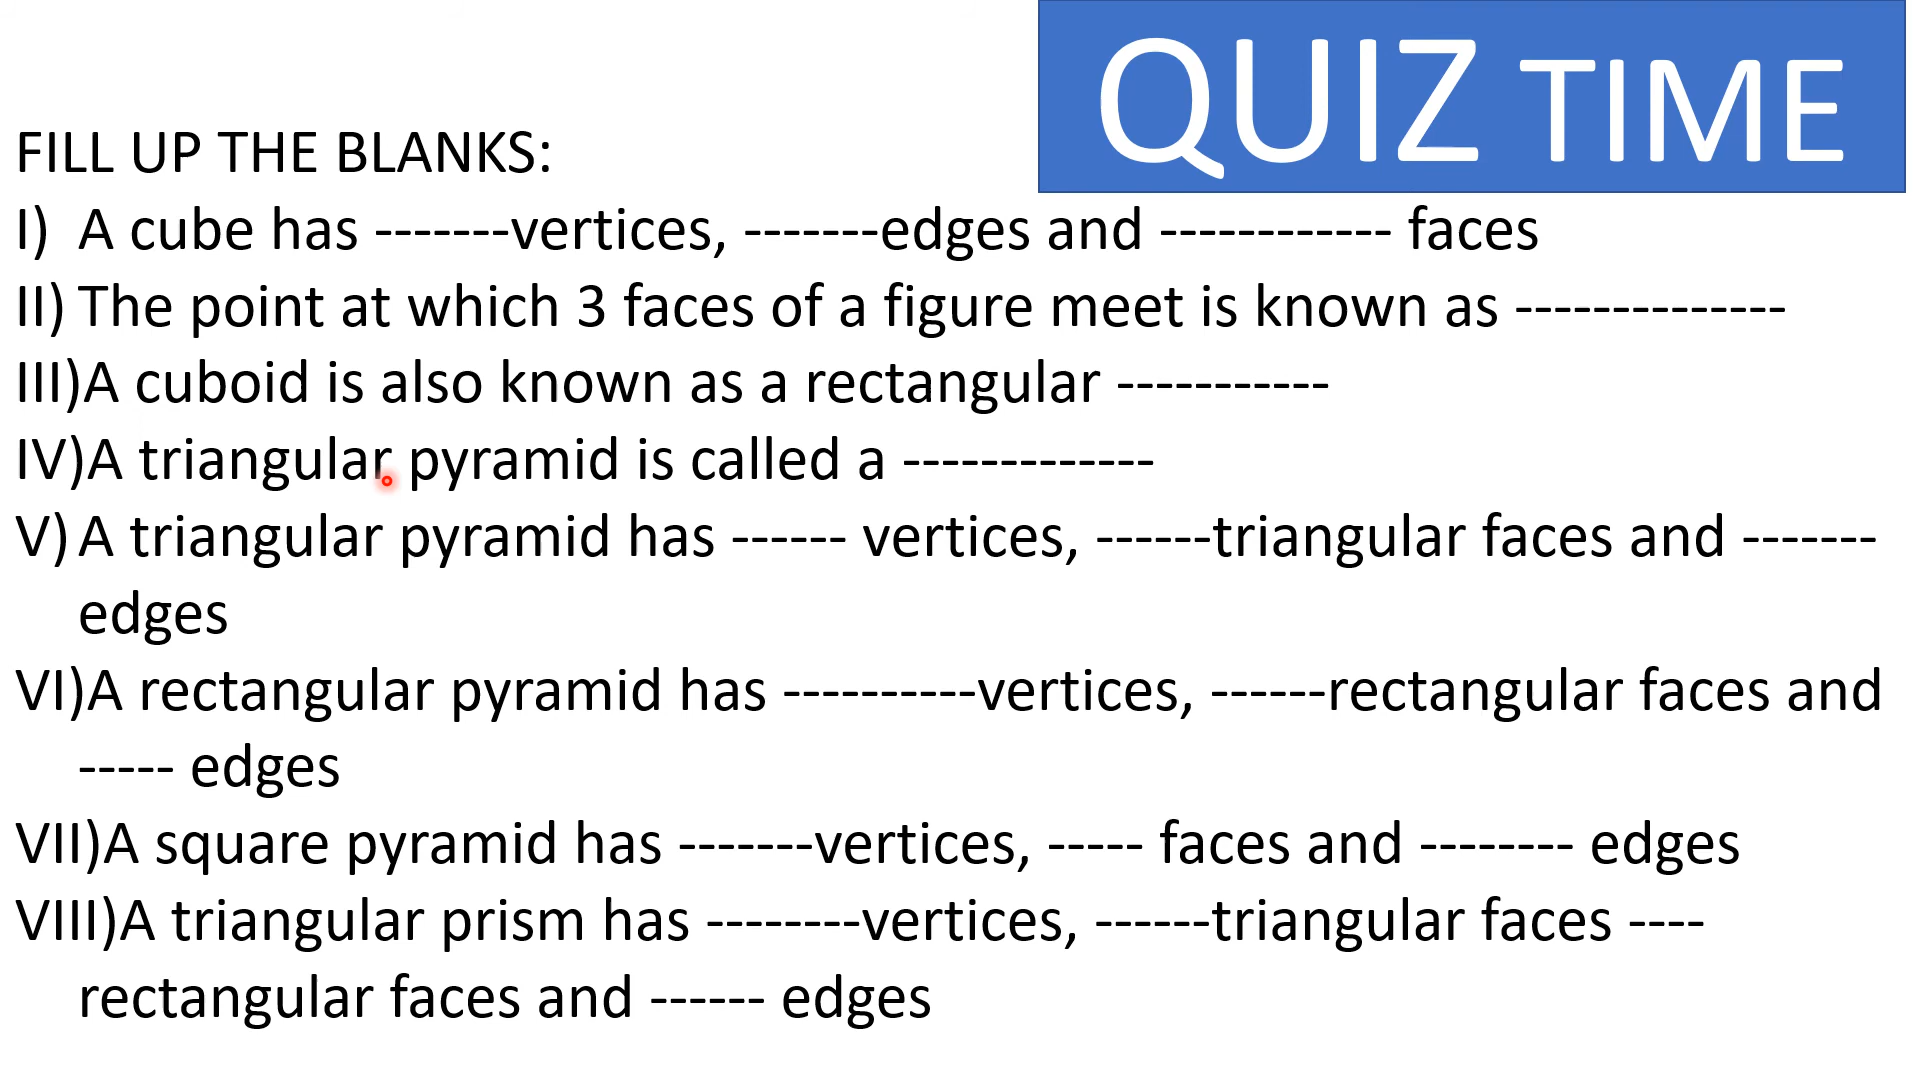 QUIZ TIME
FILL UP THE BLANKS:
I) A cube has -------vertices, -------edges and ------------ faces
II) The point at which 3 faces of a figure meet is known as --------------
III)A cuboid is also known as a rectangular -----------
IV)A triangular pyramid is called a -------------
V) A triangular pyramid has ------ vertices, ------triangular faces and -------
edges
VI)A rectangular pyramid has ----------vertices, ------rectangular faces and
----- edges
VII)A square pyramid has -------vertices, ----- faces and -------- edges
VIII)A triangular prism has --------vertices, ------triangular faces ----
rectangular faces and ------ edges